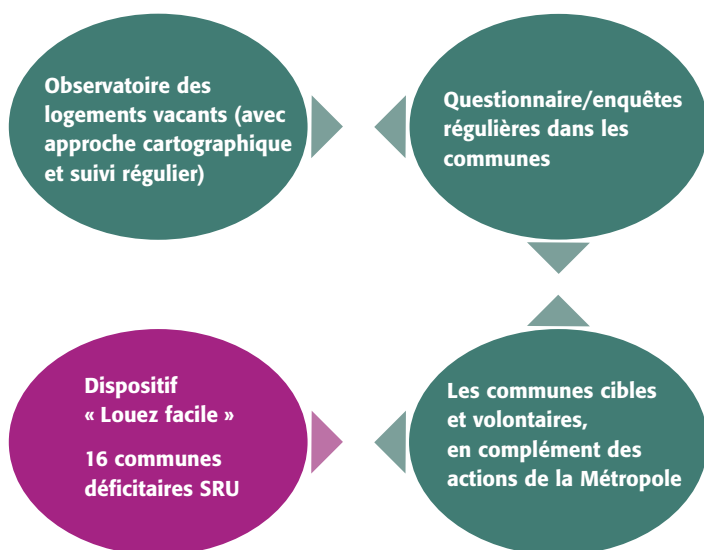 Observatoire des
logements vacants (avec
approche cartographique
et suivi régulier)
Questionnaire/enquêtes
régulières dans les
communes
Dispositif
« Louez facile »
16 communes
déficitaires SRU
Les communes cibles
et volontaires,
en complément des
actions de la Métropole